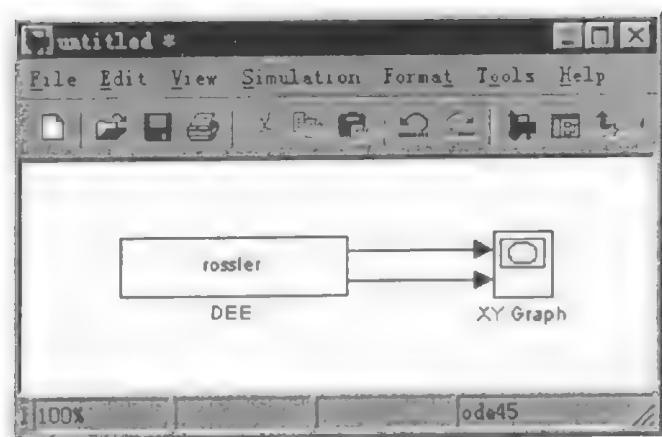 untitled *
File Edit View Simulation Format Tools Help
rossler
DEE
XY Graph
100%
ode45